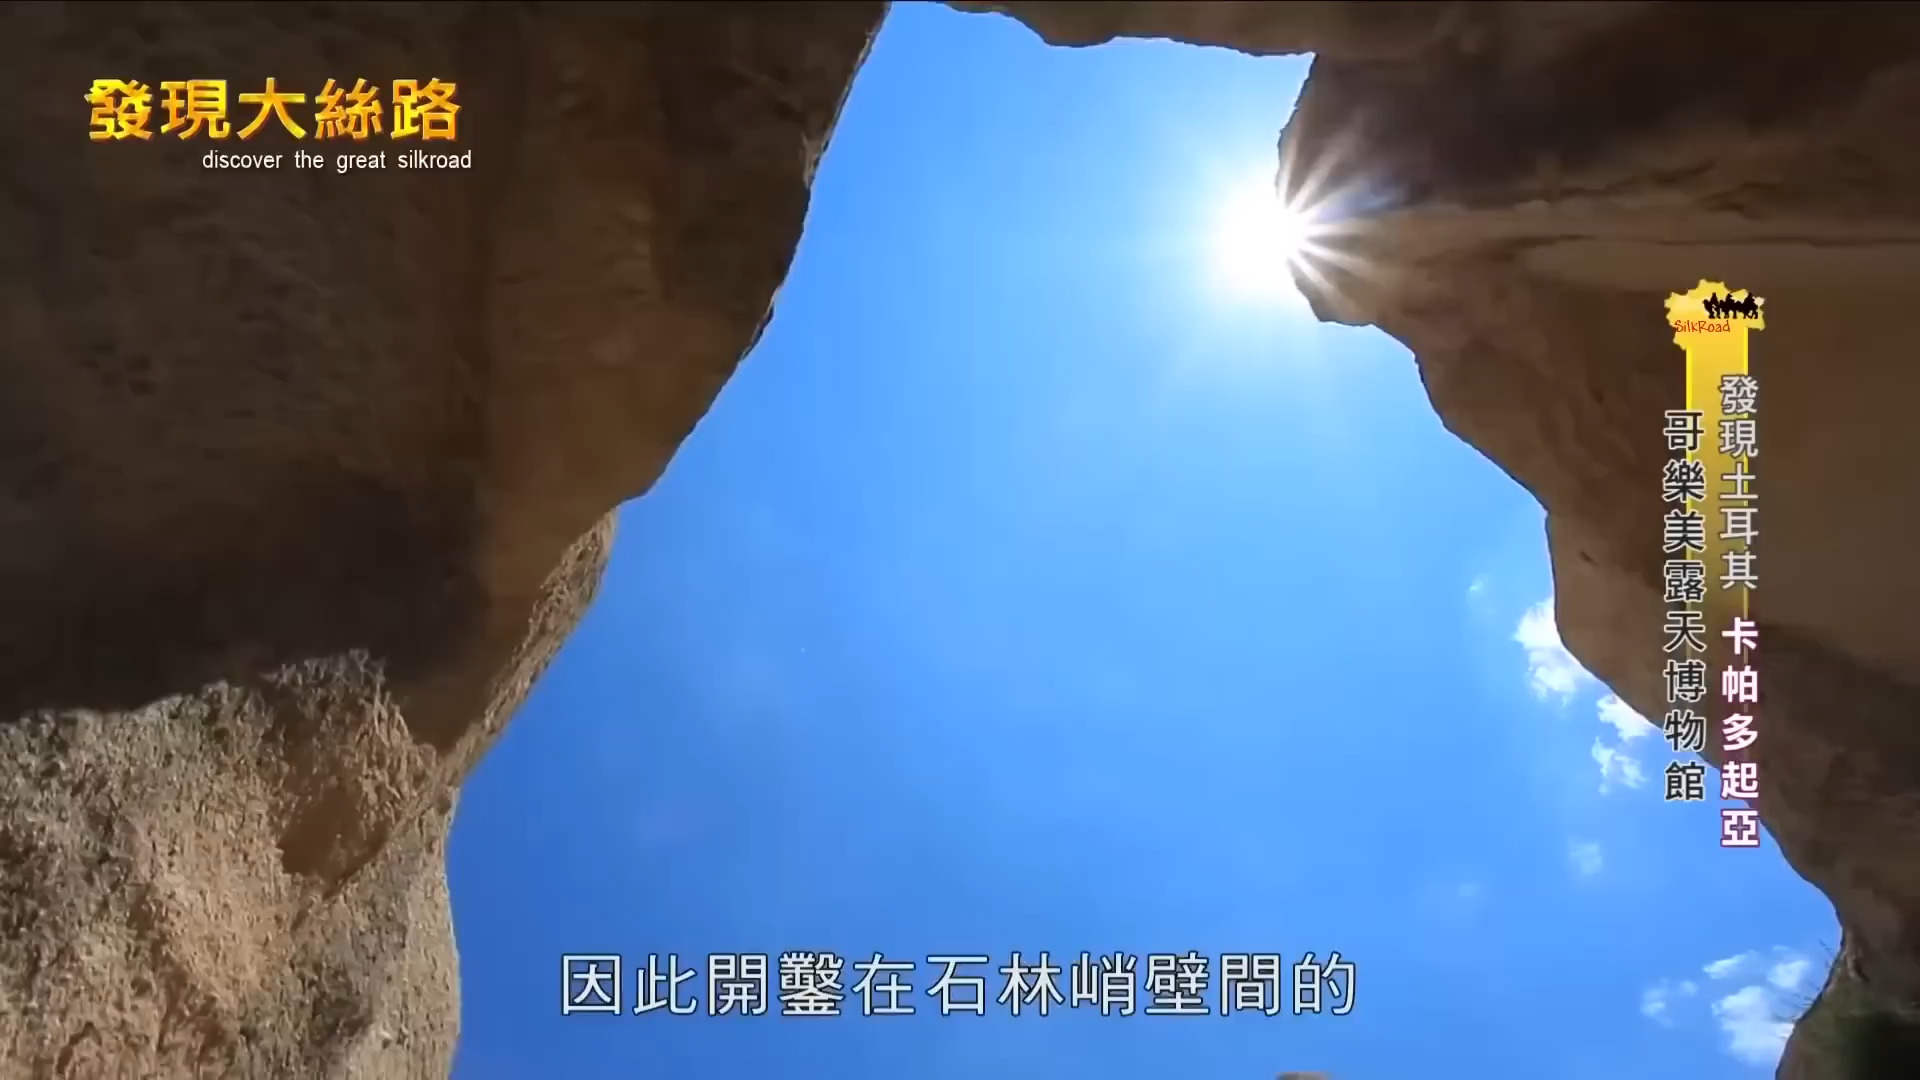 發現大絲路
discover the great silkroad
SilkRoad
發現土耳其 卡帕多起亞
哥樂美露天博物館
因此開鑿在石林峭壁間的